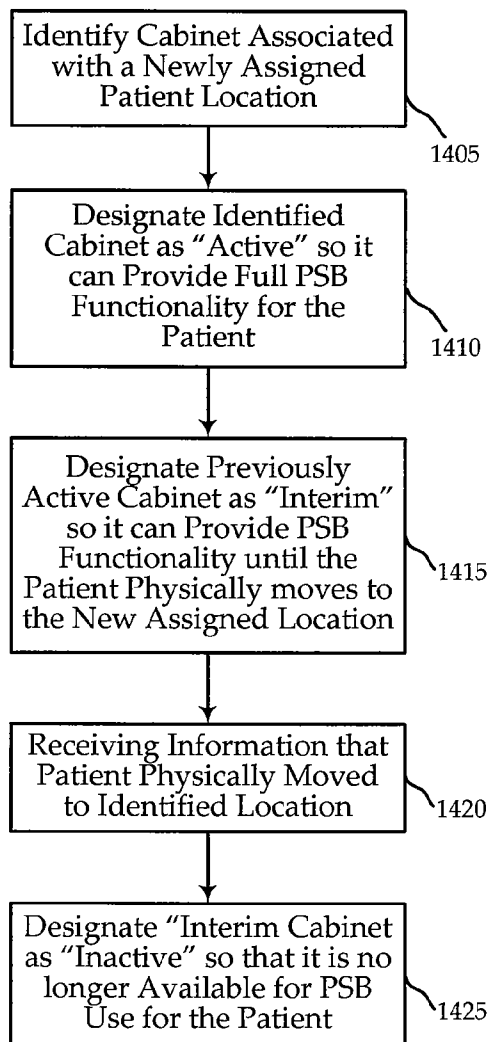 Identify Cabinet Associated
with a Newly Assigned
Patient Location
1405
Designate Identified
Cabinet as "Active" so it
can Provide Full PSB
Functionality for the
Patient
1410
Designate Previously
Active Cabinet as "Interim"
so it can Provide PSB
Functionality until the
Patient Physically moves to
the New Assigned Location
1415
Receiving Information that
Patient Physically Moved
to Identified Location
1420
Designate "Interim Cabinet
as "Inactive" so that it is no
longer Available for PSB
Use for the Patient
1425